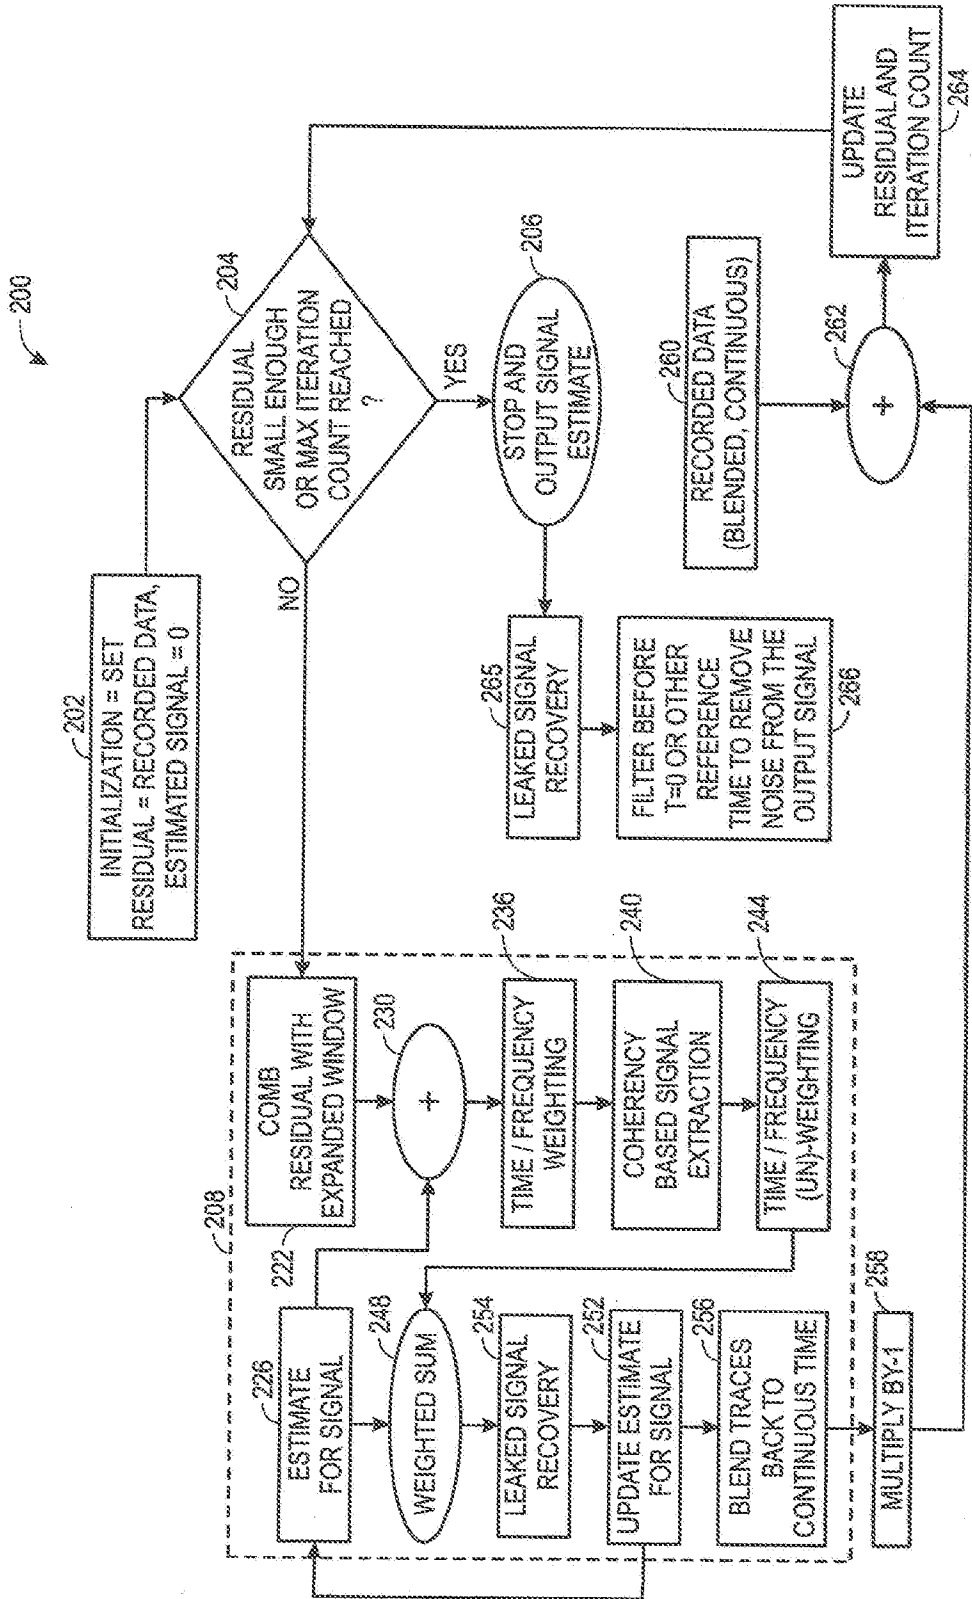 200
202
INITIALIZATION = SET
RESIDUAL = RECORDED DATA,
ESTIMATED SIGNAL = 0
204
RESIDUAL
SMALL ENOUGH
OR MAX ITERATION
COUNT REACHED
?
NO
YES
206
STOP AND
OUTPUT SIGNAL
ESTIMATE
265
LEAKED SIGNAL
RECOVERY
FILTER BEFORE
T=0 OR OTHER
REFERENCE
TIME TO REMOVE
NOISE FROM THE
OUTPUT SIGNAL
266
208
226
ESTIMATE
FOR SIGNAL
222
COMB
RESIDUAL WITH
EXPANDED WINDOW
230
+
236
TIME / FREQUENCY
WEIGHTING
240
COHERENCY
BASED SIGNAL
EXTRACTION
244
TIME / FREQUENCY
(UN)-WEIGHTING
248
WEIGHTED SUM
254
LEAKED SIGNAL
RECOVERY
252
UPDATE ESTIMATE
FOR SIGNAL
256
BLEND TRACES
BACK TO
CONTINUOUS TIME
258
MULTIPLY BY-1
260
RECORDED DATA
(BLENDED, CONTINUOUS)
262
+
UPDATE
RESIDUAL AND
ITERATION COUNT
264